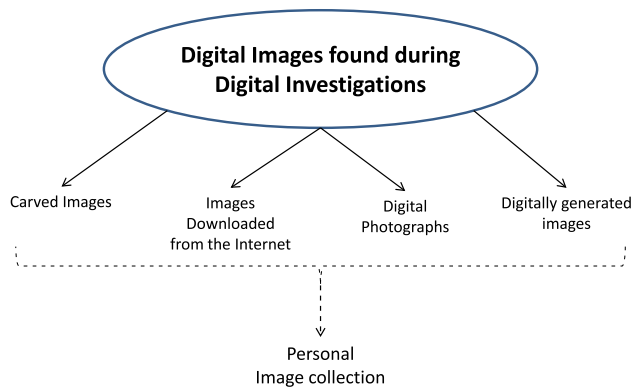 Digital Images found during
Digital Investigations
Carved Images
Images
Downloaded
from the Internet
Digital
Photographs
Digitally generated
images
Personal
Image collection